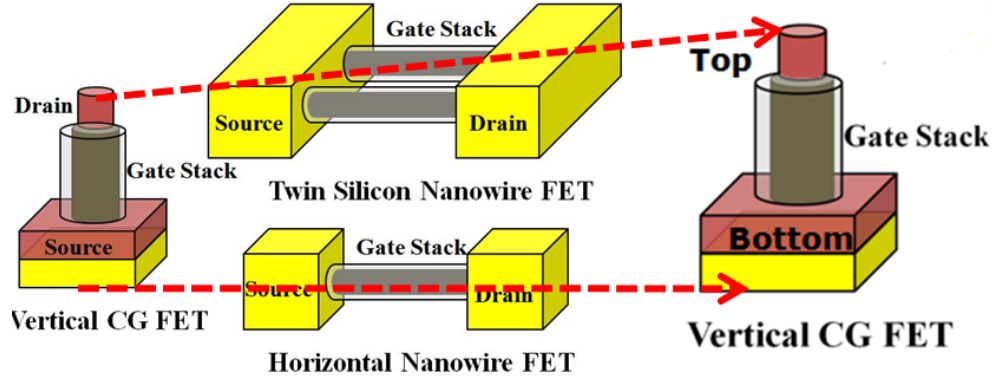 Drain
Gate Stack
Source
Vertical CG FET
Gate Stack
Source
Drain
Twin Silicon Nanowire FET
Gate Stack
Source
Drain
Horizontal Nanowire FET
Top
Gate Stack
Bottom
Vertical CG FET